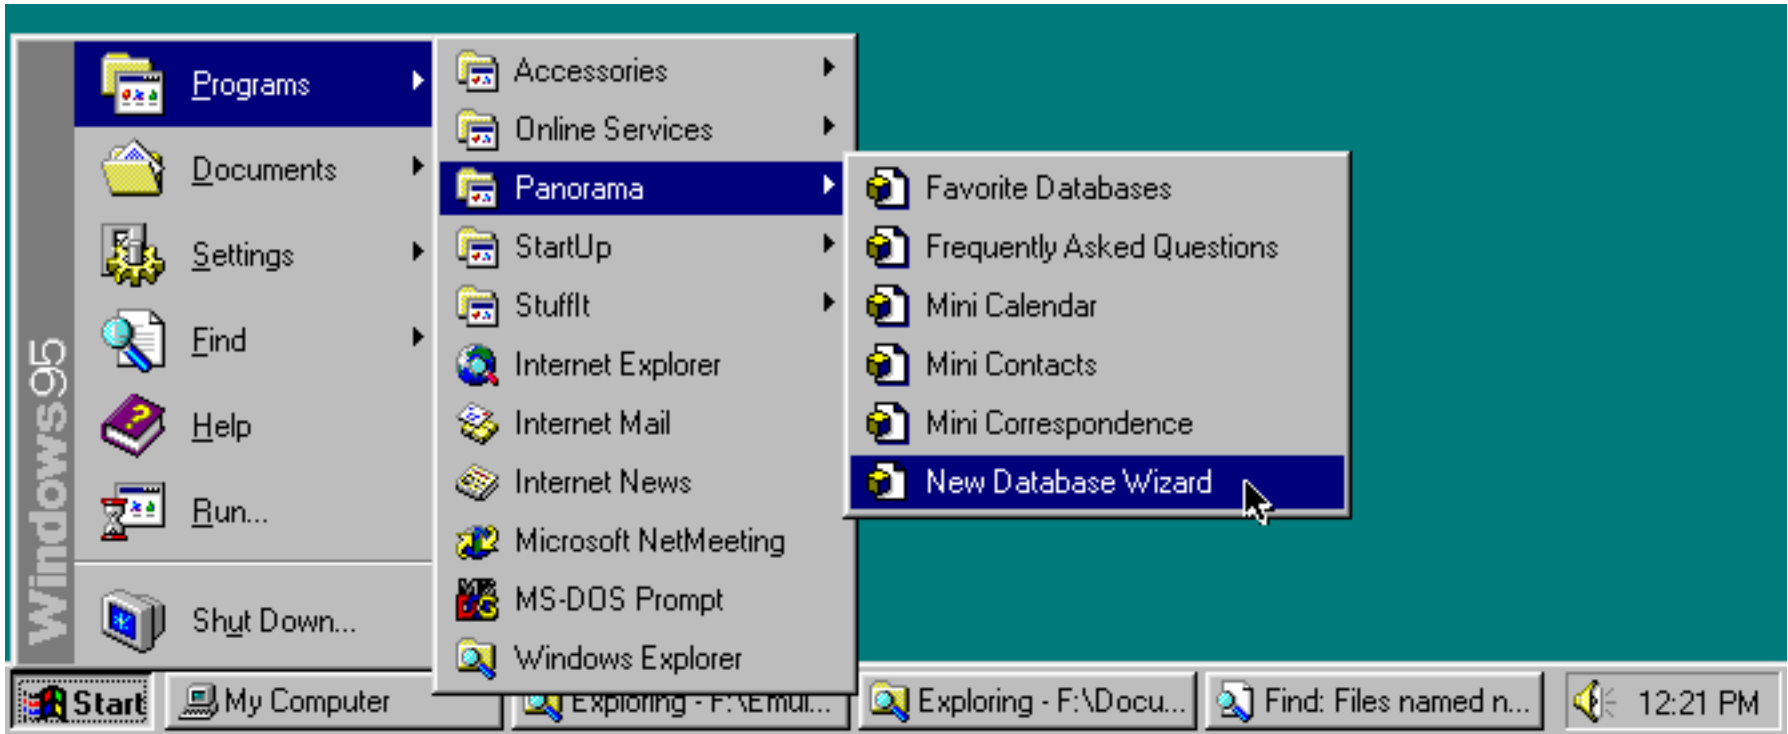 Programs
Documents
Settings
Find
Help
Run...
Shut Down...
Windows95
Accessories
Online Services
Panorama
StartUp
StuffIt
Internet Explorer
Internet Mail
Internet News
Microsoft NetMeeting
MS-DOS Prompt
Windows Explorer
Favorite Databases
Frequently Asked Questions
Mini Calendar
Mini Contacts
Mini Correspondence
New Database Wizard
Start
My Computer
Exploring - F:\Emul...
Exploring - F:\Docu...
Find: Files named n...
12:21 PM